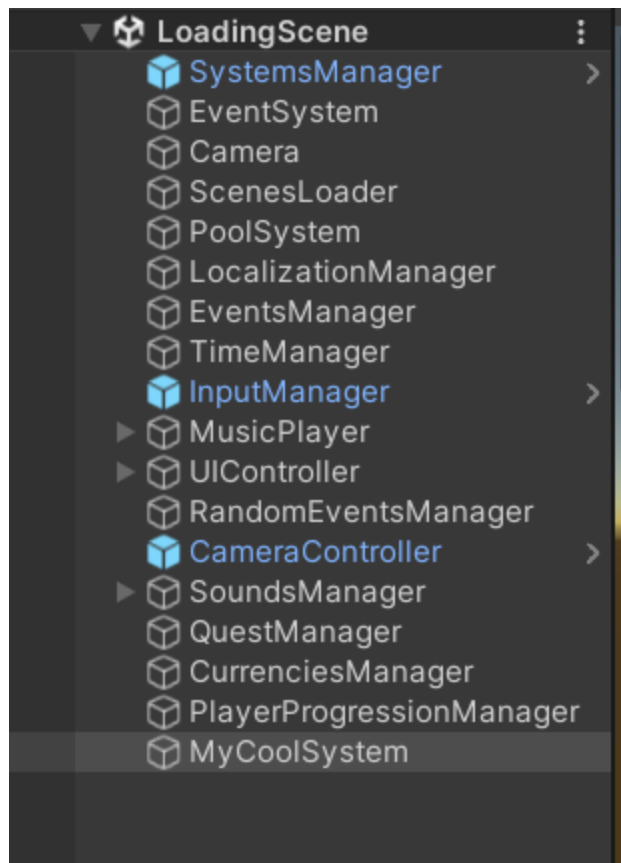 LoadingScene
SystemsManager
EventSystem
Camera
ScenesLoader
PoolSystem
LocalizationManager
EventsManager
TimeManager
InputManager
MusicPlayer
UIController
RandomEventsManager
CameraController
SoundsManager
QuestManager
CurrenciesManager
PlayerProgressionManager
MyCoolSystem